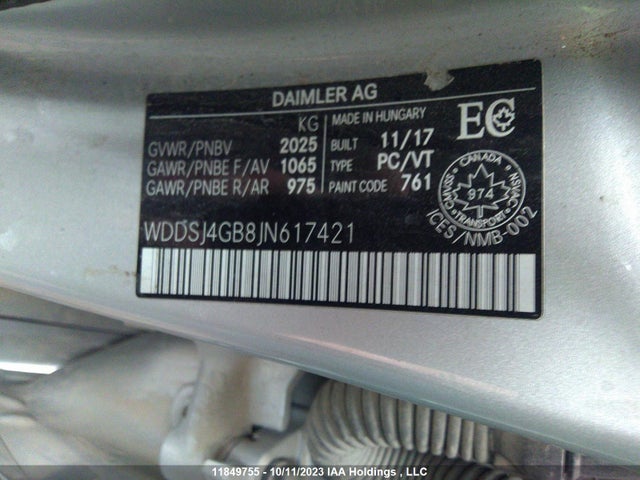 DAIMLER AG
KG
GVWR/PNBV 2025
GAWR/PNBE F/AV 1065
GAWR/PNBE R/AR 975
MADE IN HUNGARY
BUILT 11/17
TYPE PC/VT
PAINT CODE 761
EC
CANADA
974
TRANSPORT
ICES/NMB-002
WDDSJ4GB8JN617421
11849755 - 10/11/2023 IAA Holdings , LLC